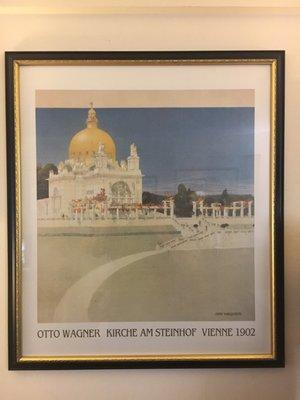 OTTO WAGNER KIRCHE AM STEINHOF VIENNE 1902